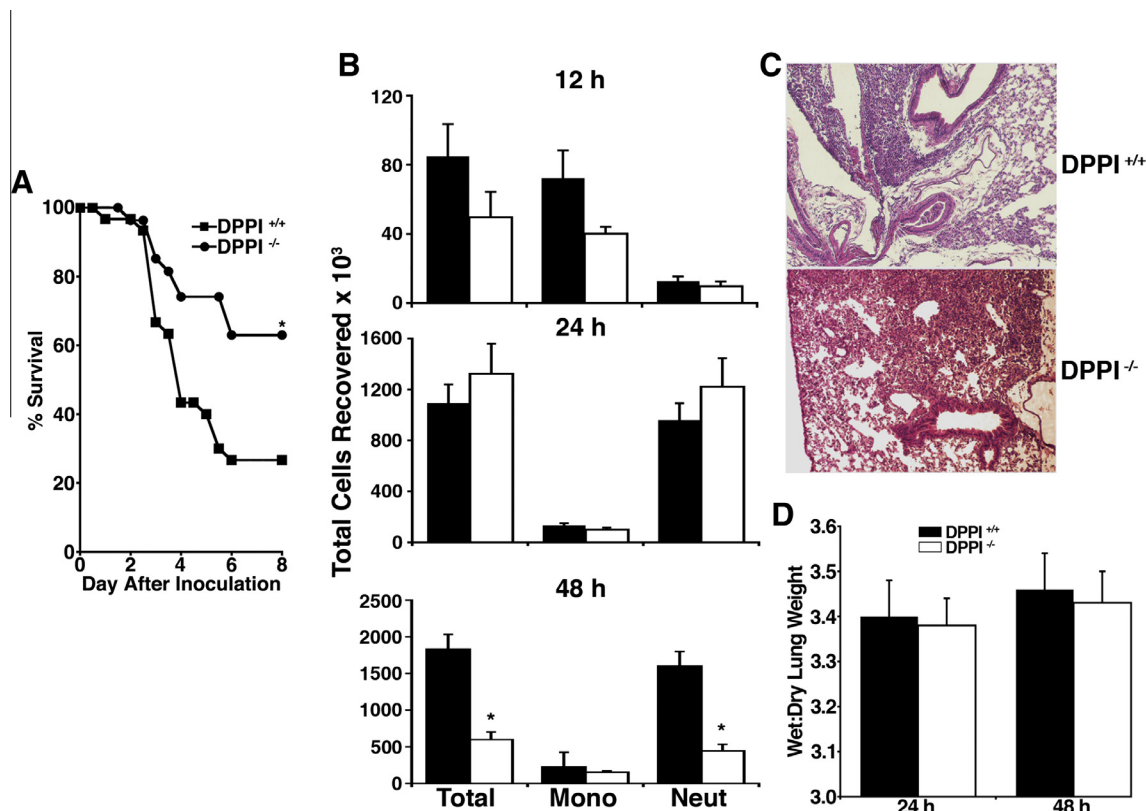 A
% Survival
100
80
60
40
20
0
0 2 4 6 8
Day After Inoculation
DPPI +/+
DPPI -/-
*
B
Total Cells Recovered x 10³
12 h
120
80
40
0
24 h
1600
1200
800
400
0
48 h
2500
2000
1500
1000
500
0
* *
Total Mono Neut
C
DPPI +/+
DPPI -/-
D
Wet:Dry Lung Weight
3.6
3.5
3.4
3.3
3.2
3.1
3.0
DPPI +/+
DPPI -/-
24 h 48 h